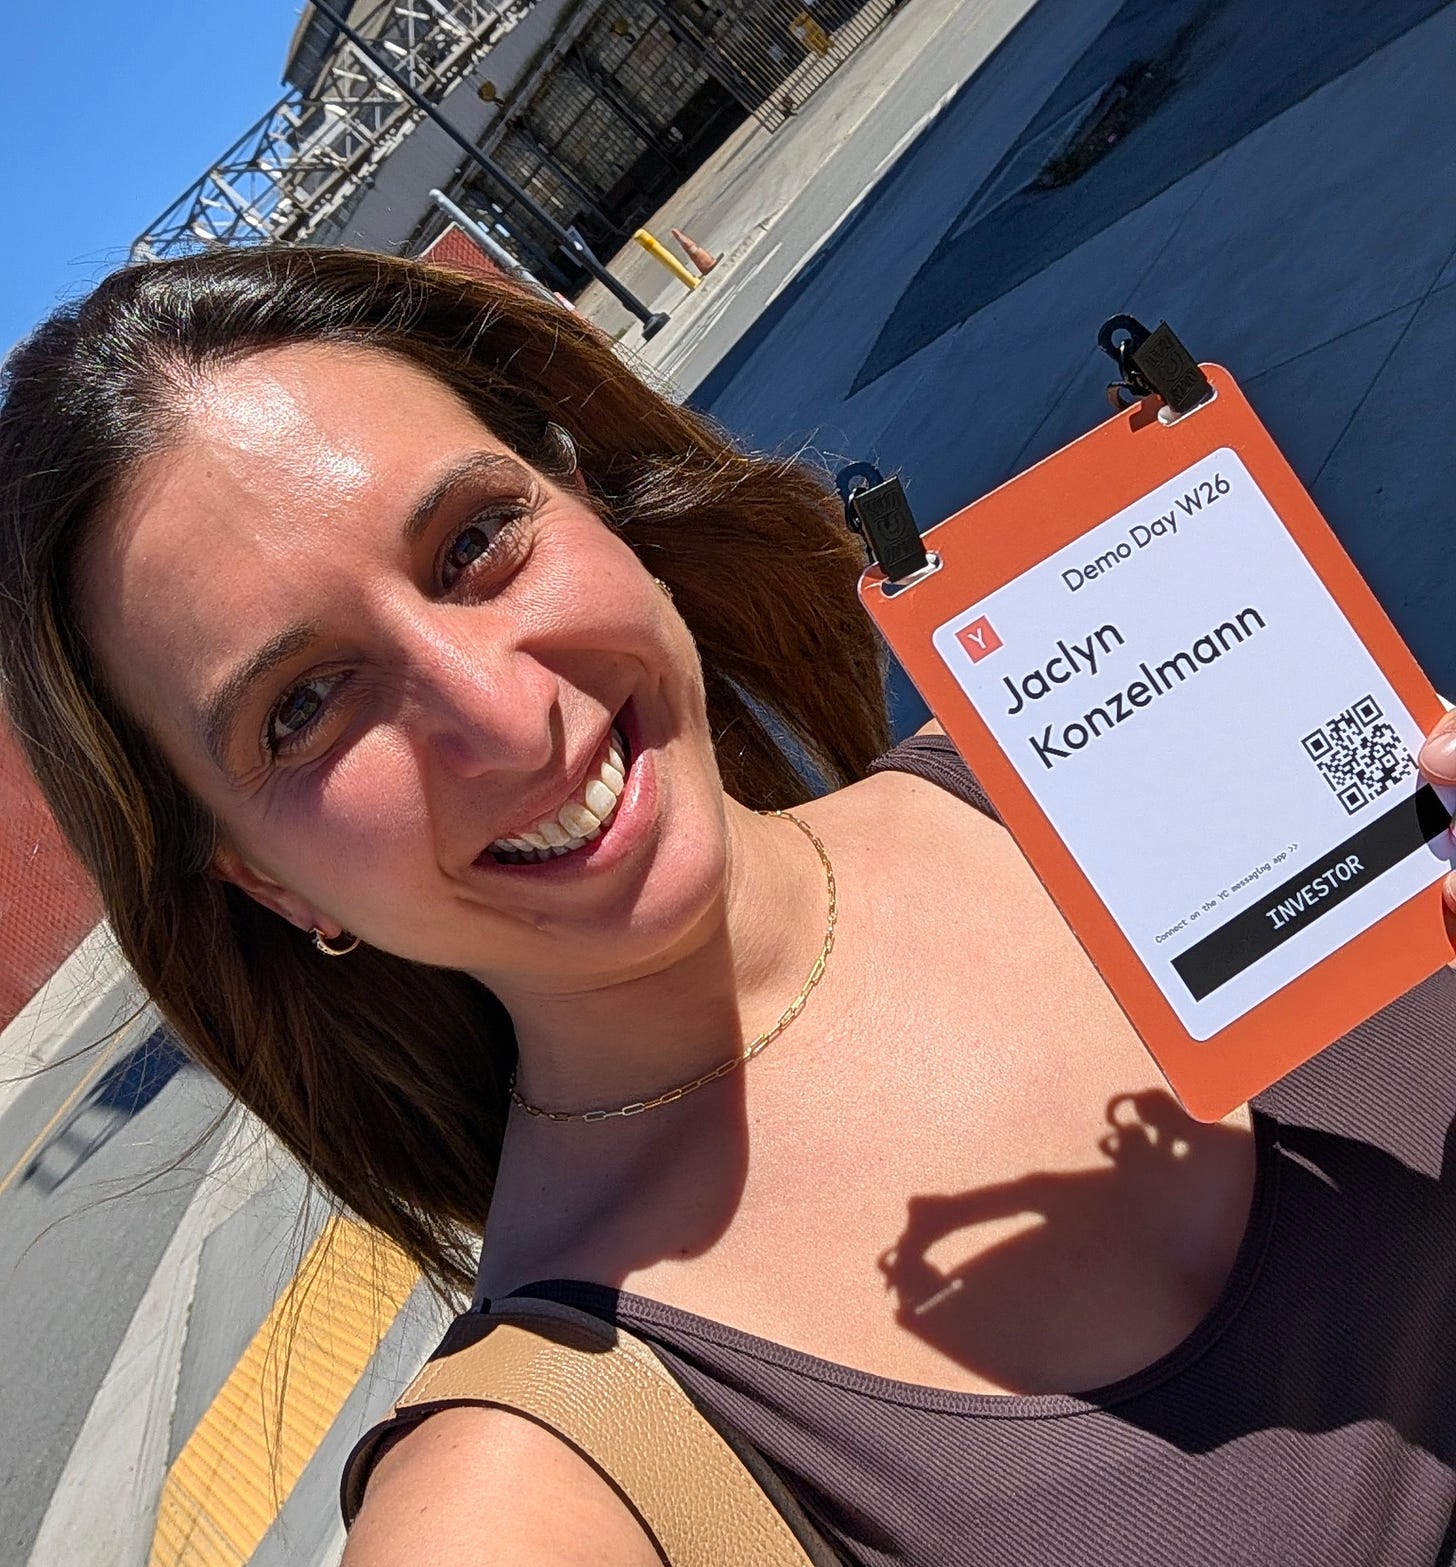 Demo Day W26
Y
Jaclyn
Konzelmann
Connect on the YC messaging app >>
INVESTOR